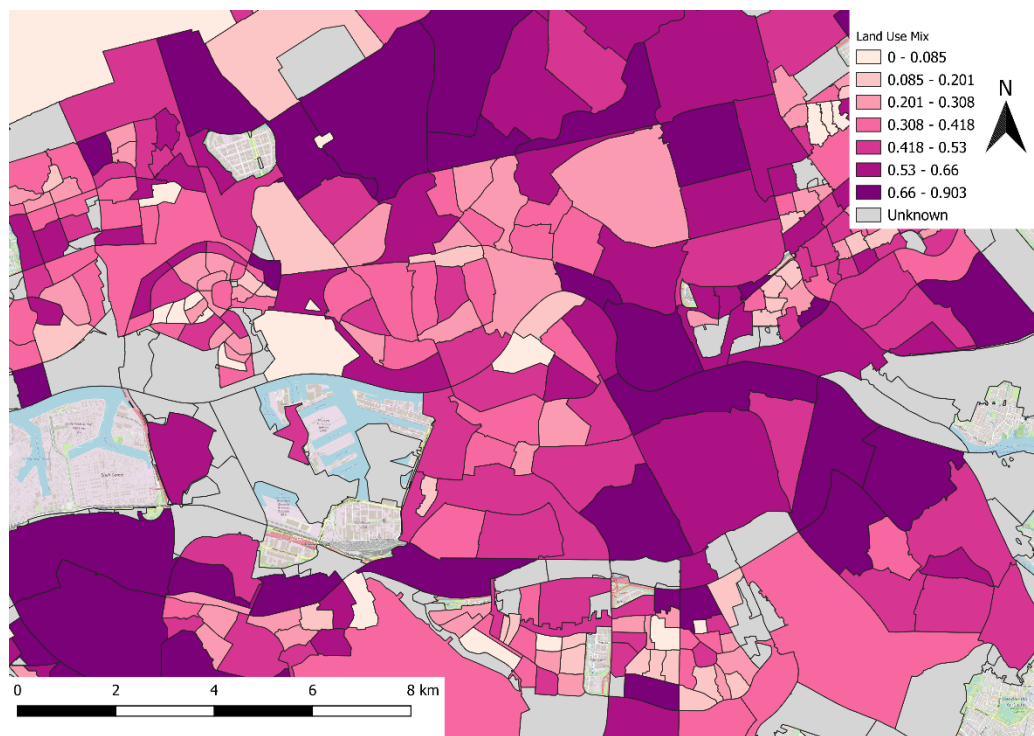 Land Use Mix
0 - 0.085
0.085 - 0.201
0.201 - 0.308
0.308 - 0.418
0.418 - 0.53
0.53 - 0.66
0.66 - 0.903
Unknown
N
0 2 4 6 8 km